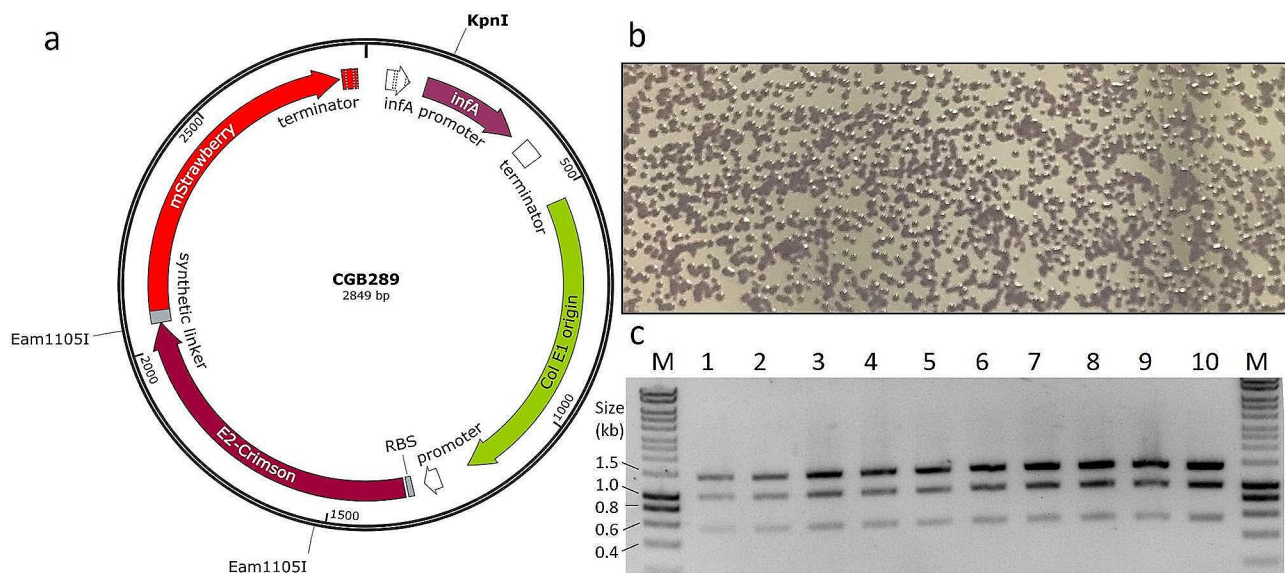 a
KpnI
infA promoter
infA
terminator
500
Col E1 origin
1000
promoter
RBS
1500
Eam1105I
E2-Crimson
2000
Eam1105I
synthetic linker
mStrawberry
2500
terminator
CGB289
2849 bp
b
c
M 1 2 3 4 5 6 7 8 9 10 M
Size
(kb)
1.5
1.0
0.8
0.6
0.4